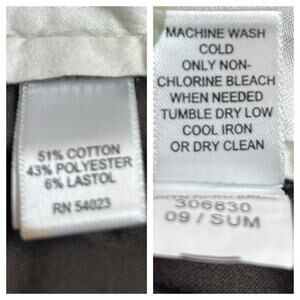 51% COTTON
43% POLYESTER
6% LASTOL
RN 54023
MACHINE WASH
COLD
ONLY NON-
CHLORINE BLEACH
WHEN NEEDED
TUMBLE DRY LOW
COOL IRON
OR DRY CLEAN
306630
09 / SUM